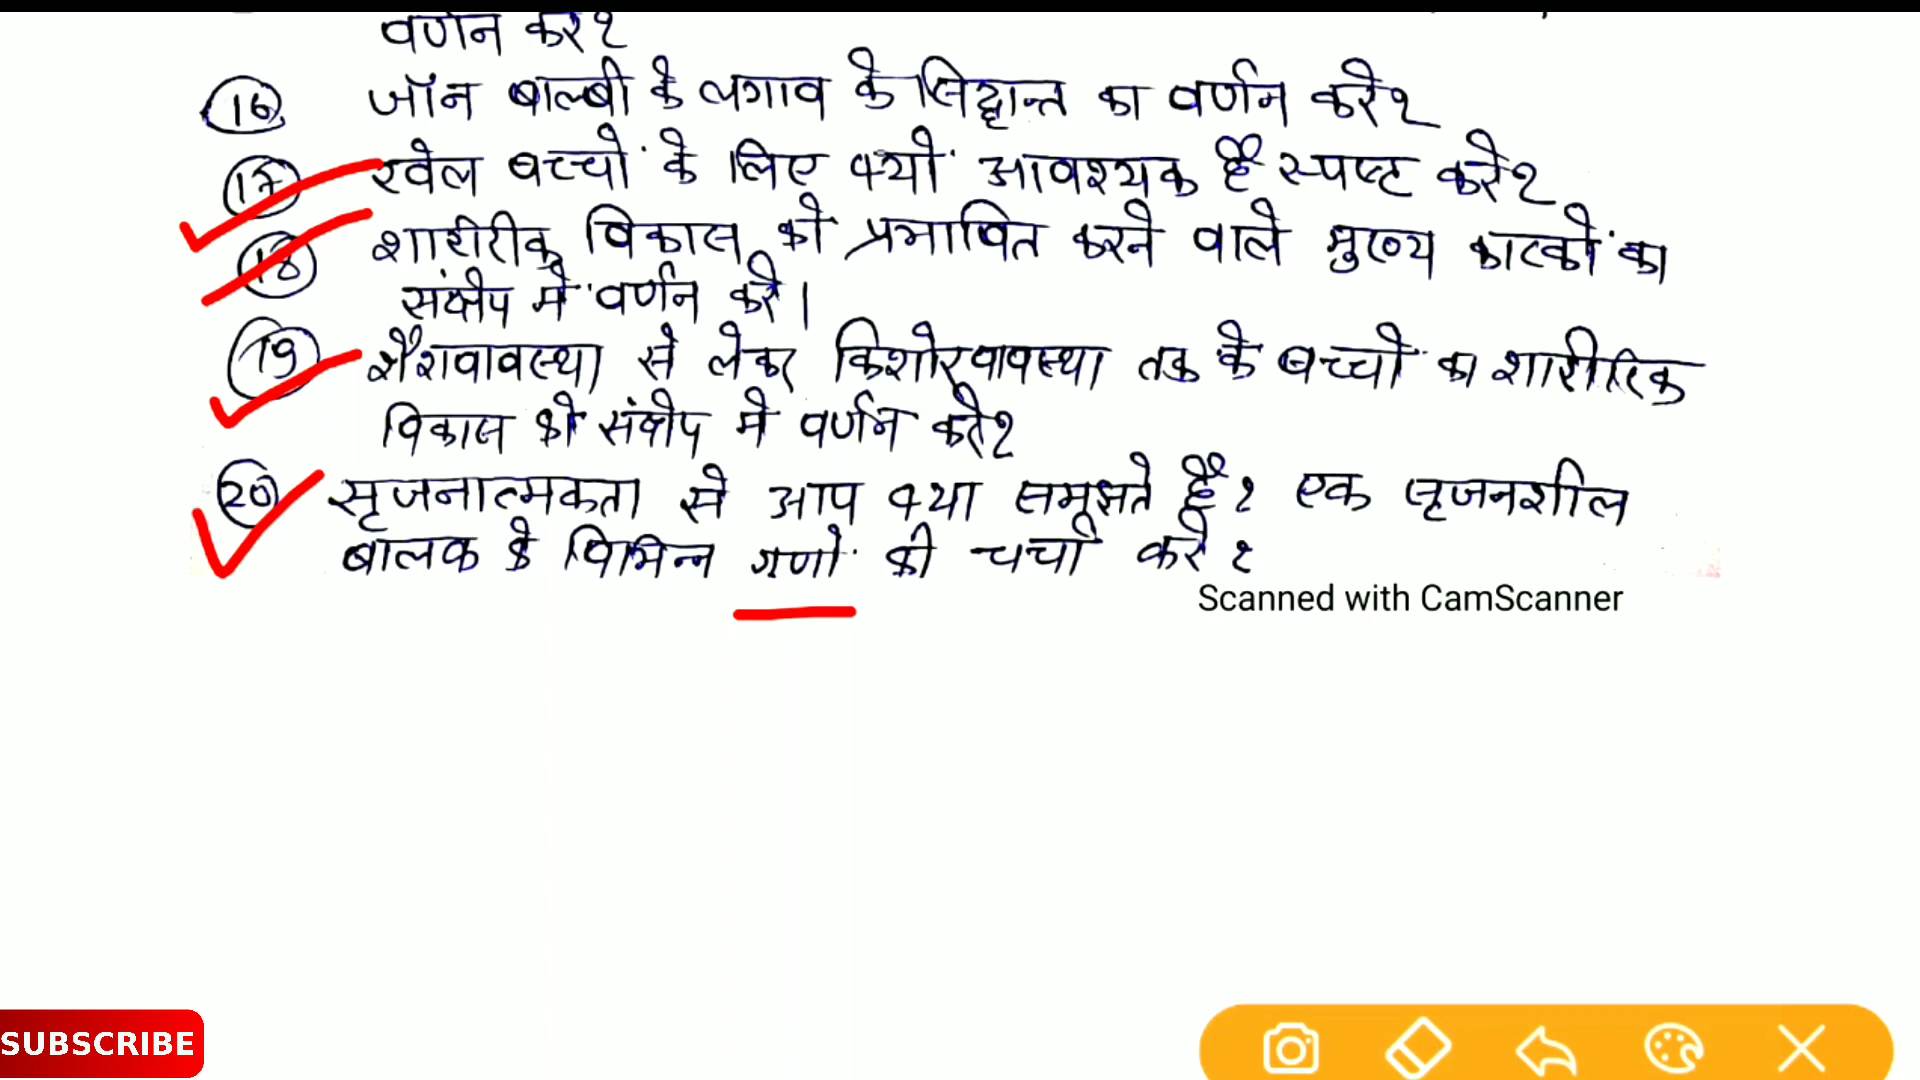 वर्णन करे?
(16) जॉन बाल्बी के लगाव के सिद्धान्त का वर्णन करे?
(17) खेल बच्चों के लिए क्यों आवश्यक है स्पष्ट करे?
(18) शारीरीक विकास को प्रभावित करने वाले मुख्य कारकों का
संक्षेप में वर्णन करे।
(19) शैशवावस्था से लेकर किशोरवावस्था तक के बच्चों का शारीरिक
विकास को संक्षेप मे वर्णन करे?
(20) सृजनात्मकता से आप क्या समझते हैं? एक सृजनशील
बालक के विभिन्न गुणों की चर्चा करे?
Scanned with CamScanner
SUBSCRIBE